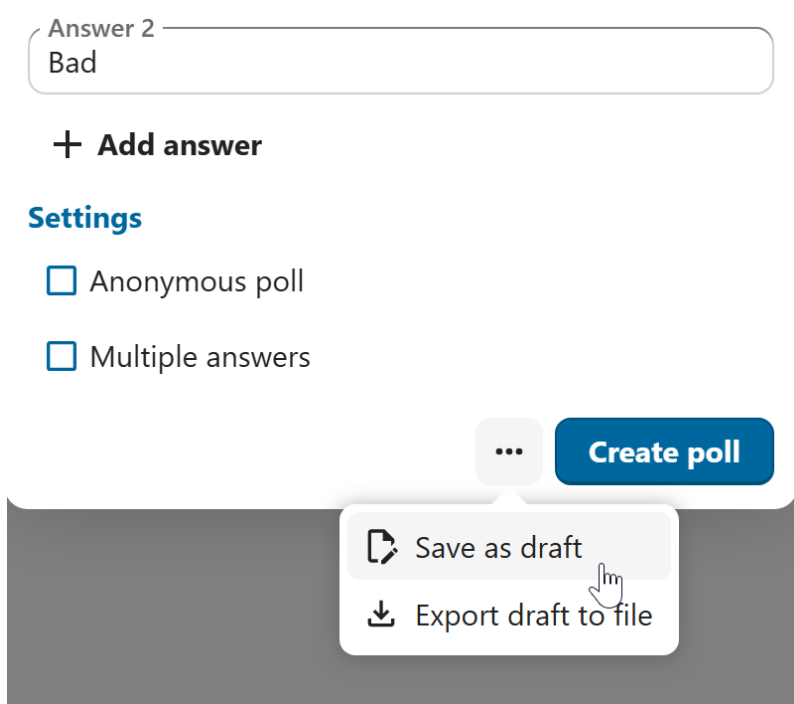 Answer 2
Bad
Add answer
Settings
Anonymous poll
Multiple answers
Create poll
Save as draft
Export draft to file